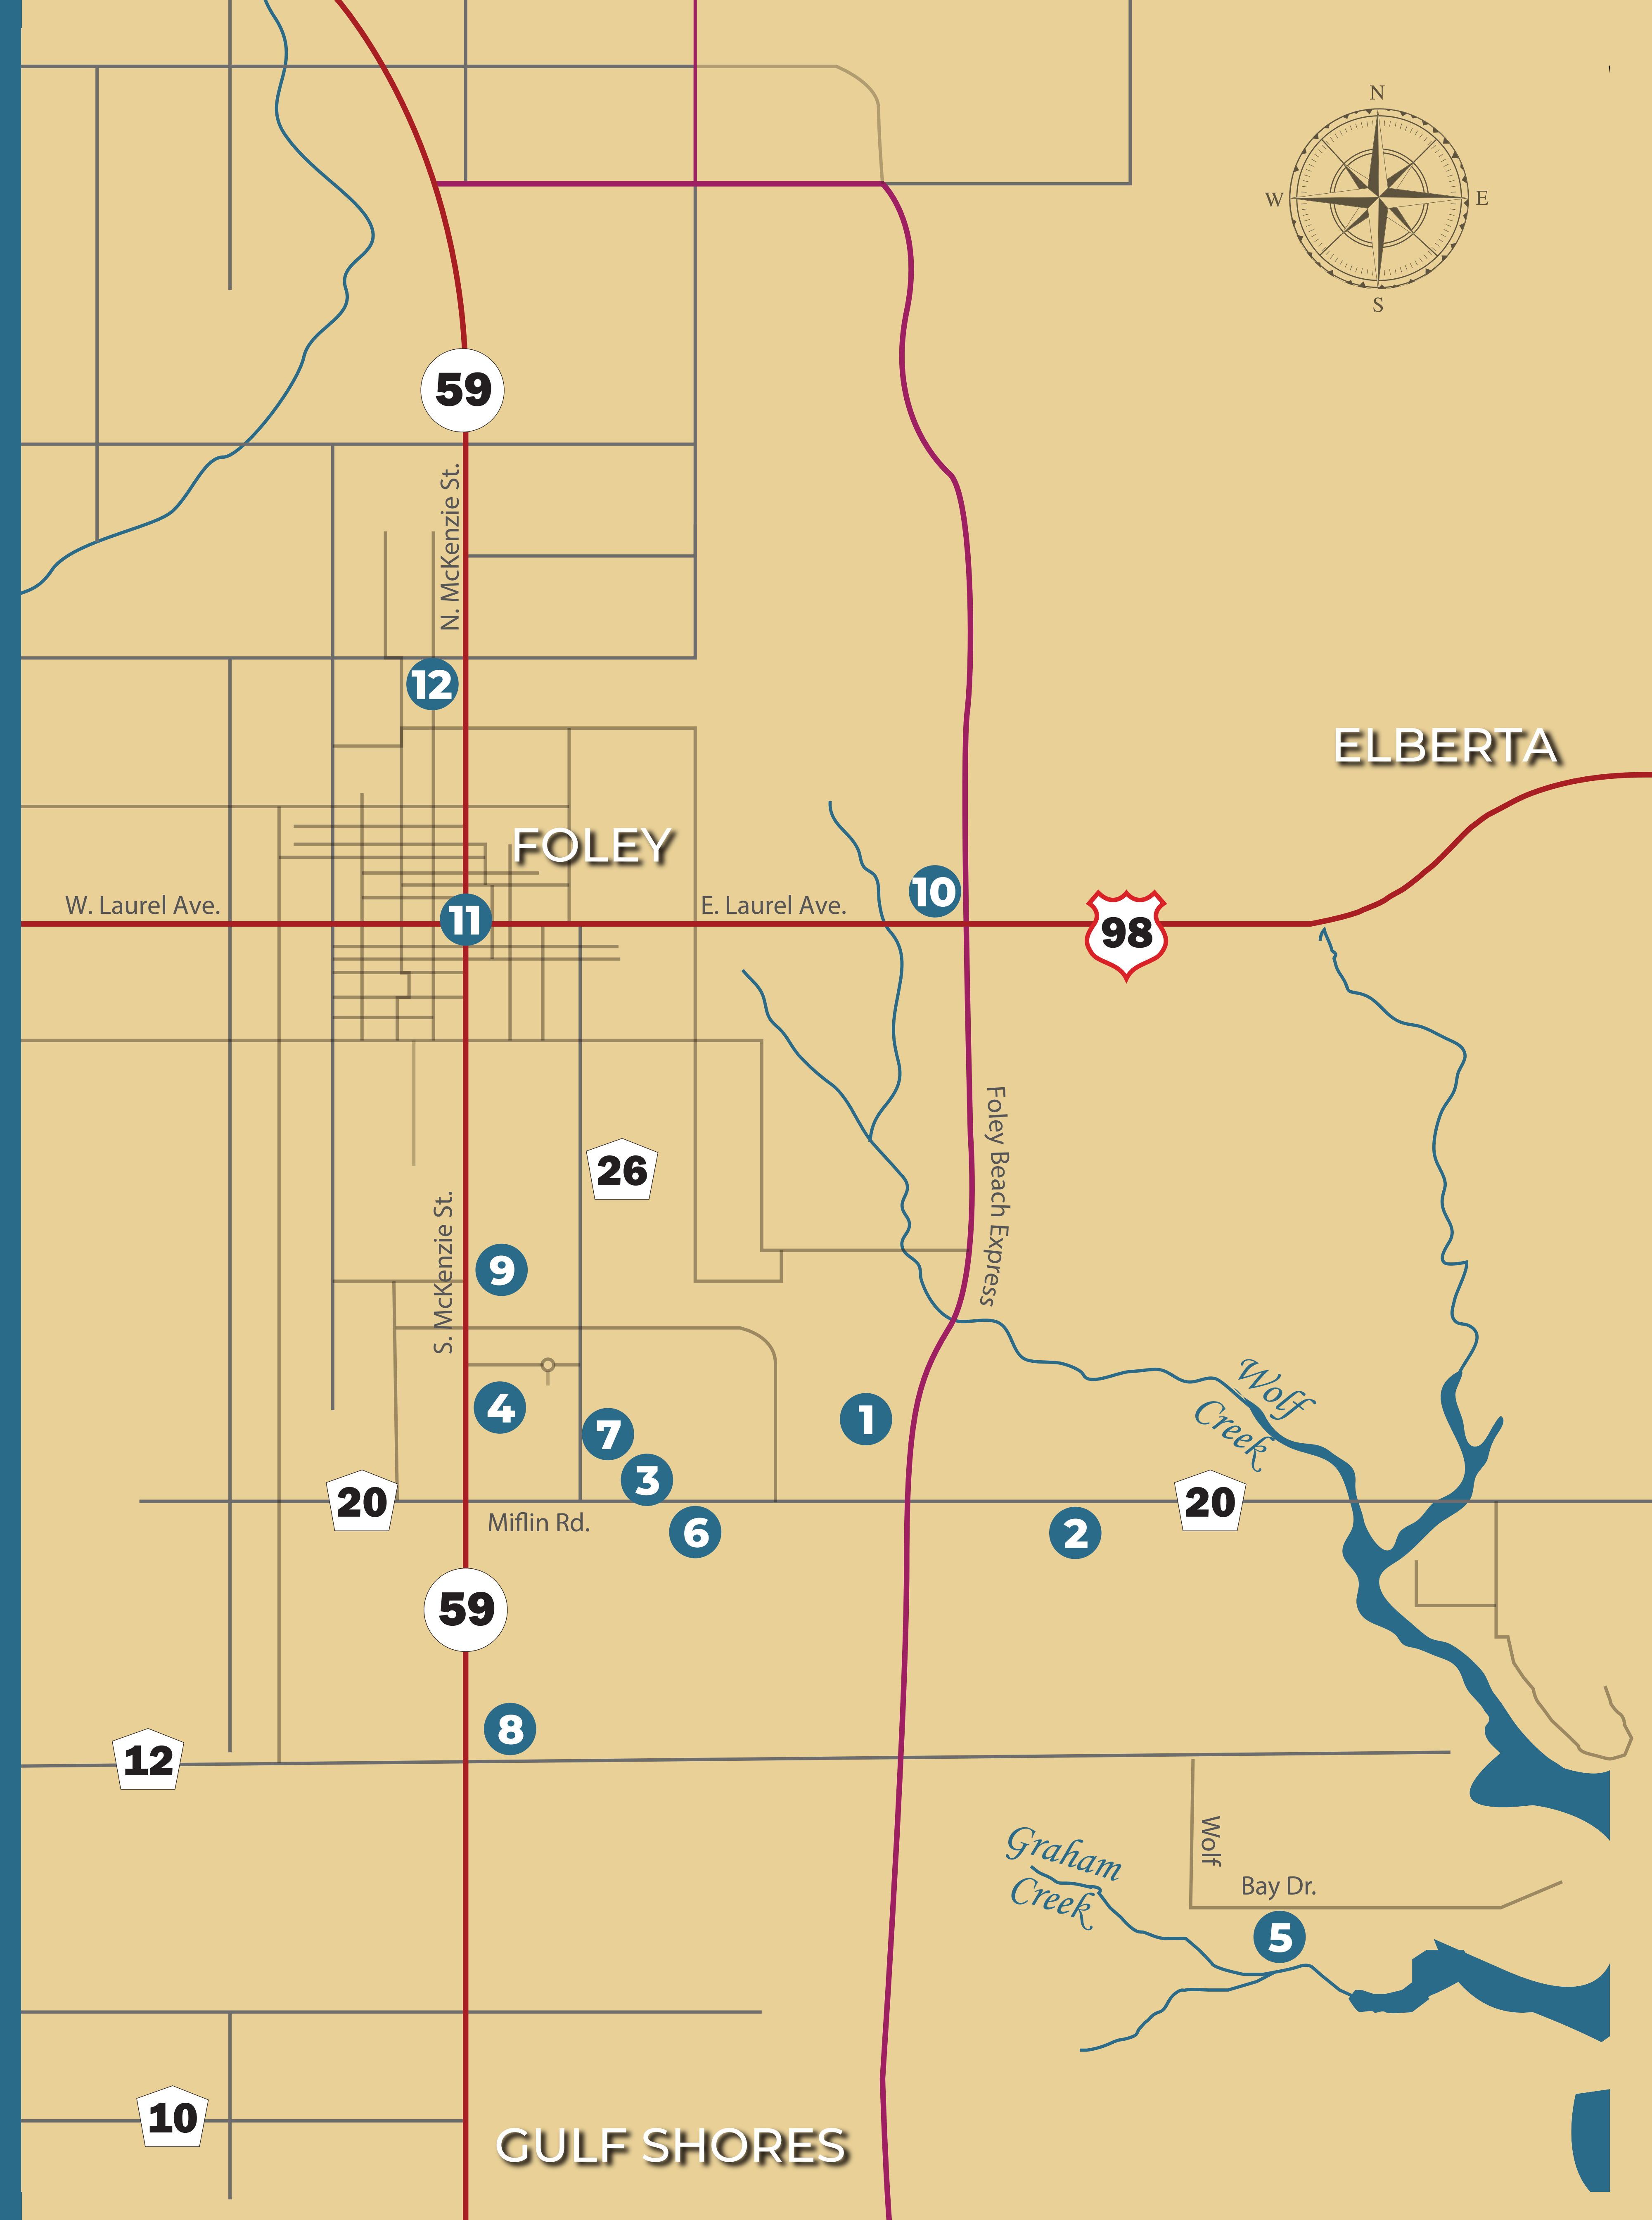 N
W
E
S
59
N. McKenzie St.
12
ELBERTA
FOLEY
10
W. Laurel Ave.
11
E. Laurel Ave.
98
Foley Beach Express
26
S. McKenzie St.
9
4
7
1
Wolf
Creek
3
20
20
Miflin Rd.
6
2
59
8
12
Wolf
Graham
Creek
Bay Dr.
5
10
GULF SHORES